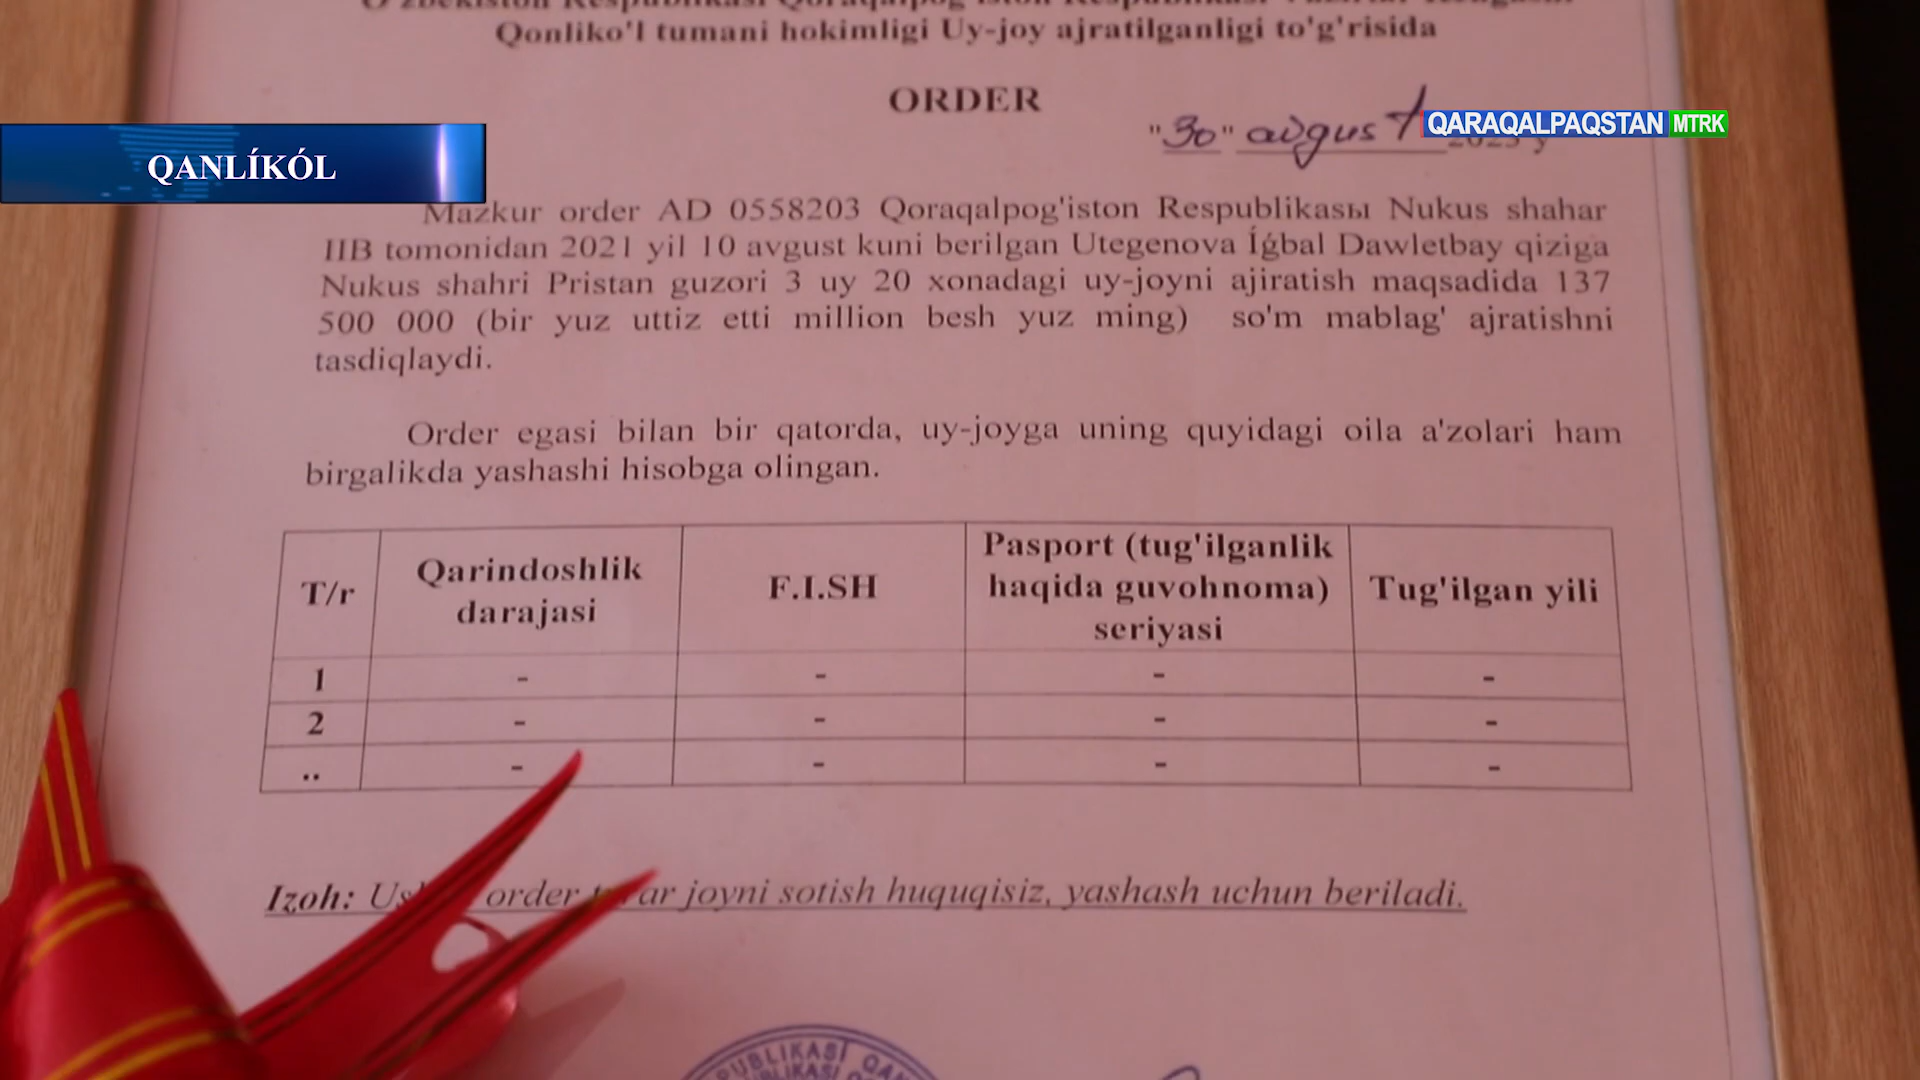 Qonliko'l tumani hokimligi Uy-joy ajratilganligi to'g'risida
ORDER
"30" avgust
QARAQALPAQSTAN MTRK
QANLÍKÓL
Mazkur order AD 0558203 Qoraqalpog'iston Respublikasы Nukus shahar
IIB tomonidan 2021 yil 10 avgust kuni berilgan Utegenova Íǵbal Dawletbay qiziga
Nukus shahri Pristan guzori 3 uy 20 xonadagi uy-joyni ajiratish maqsadida 137
500 000 (bir yuz uttiz etti million besh yuz ming) so'm mablag' ajratishni
tasdiqlaydi.
Order egasi bilan bir qatorda, uy-joyga uning quyidagi oila a'zolari ham
birgalikda yashashi hisobga olingan.
T/r
Qarindoshlik
darajasi
F.I.SH
Pasport (tug'ilganlik
haqida guvohnoma)
seriyasi
Tug'ilgan yili
1 - - - -
2 - - - -
.. - - - -
Izoh: order joyni sotish huquqisiz, yashash uchun beriladi.